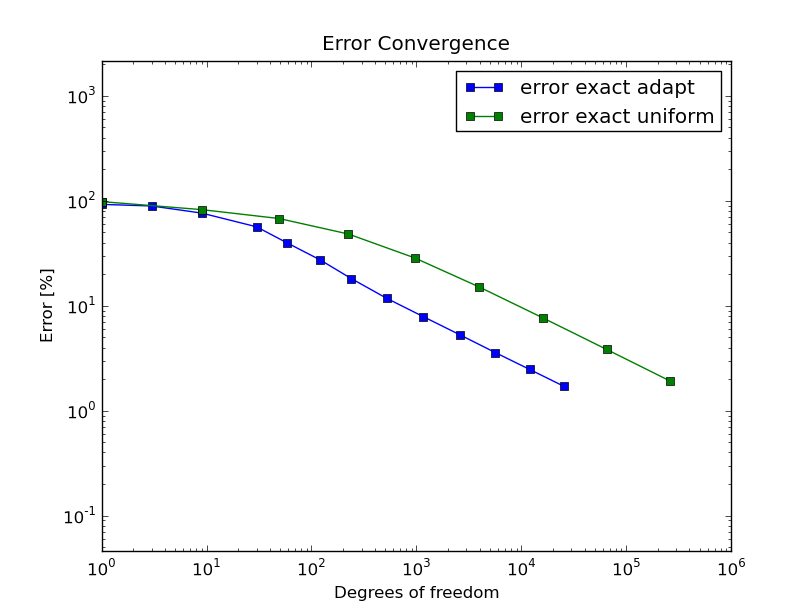 Error Convergence
error exact adapt
error exact uniform
Error [%]
10^3
10^2
10^1
10^0
10^-1
10^0 10^1 10^2 10^3 10^4 10^5 10^6
Degrees of freedom